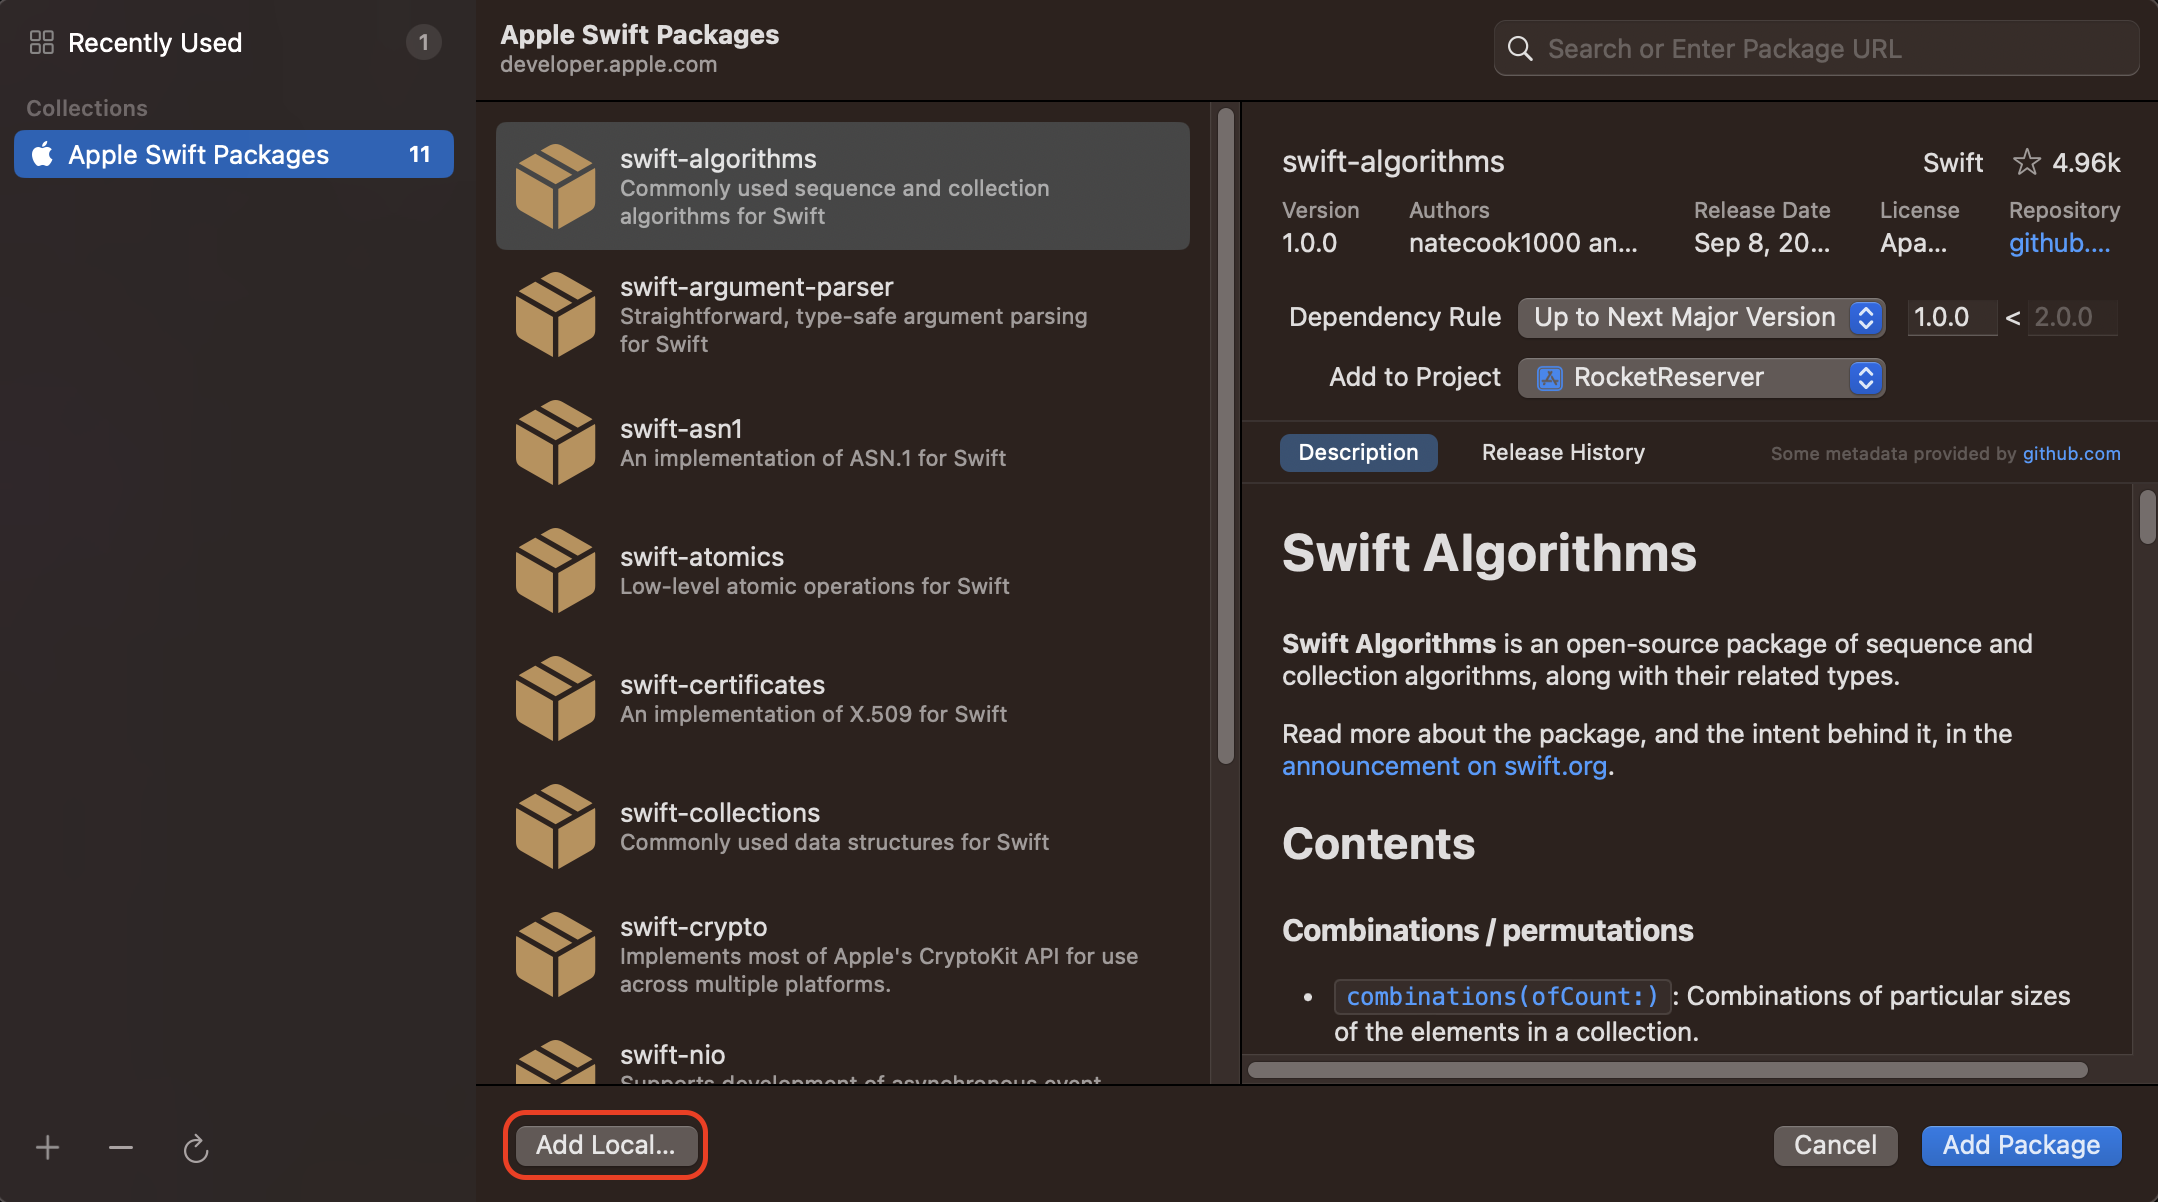 Recently Used
1
Collections
Apple Swift Packages
11
Apple Swift Packages
developer.apple.com
Search or Enter Package URL
swift-algorithms
Commonly used sequence and collection
algorithms for Swift
swift-argument-parser
Straightforward, type-safe argument parsing
for Swift
swift-asn1
An implementation of ASN.1 for Swift
swift-atomics
Low-level atomic operations for Swift
swift-certificates
An implementation of X.509 for Swift
swift-collections
Commonly used data structures for Swift
swift-crypto
Implements most of Apple's CryptoKit API for use
across multiple platforms.
swift-nio
Supports development of asynchronous event
swift-algorithms
Swift
4.96k
Version
Authors
Release Date
License
Repository
1.0.0
natecook1000 an...
Sep 8, 20...
Apa...
github....
Dependency Rule
Up to Next Major Version
1.0.0 < 2.0.0
Add to Project
RocketReserver
Description
Release History
Some metadata provided by github.com
Swift Algorithms
Swift Algorithms is an open-source package of sequence and
collection algorithms, along with their related types.
Read more about the package, and the intent behind it, in the
announcement on swift.org.
Contents
Combinations / permutations
• combinations(ofCount:): Combinations of particular sizes
of the elements in a collection.
Add Local...
Cancel
Add Package